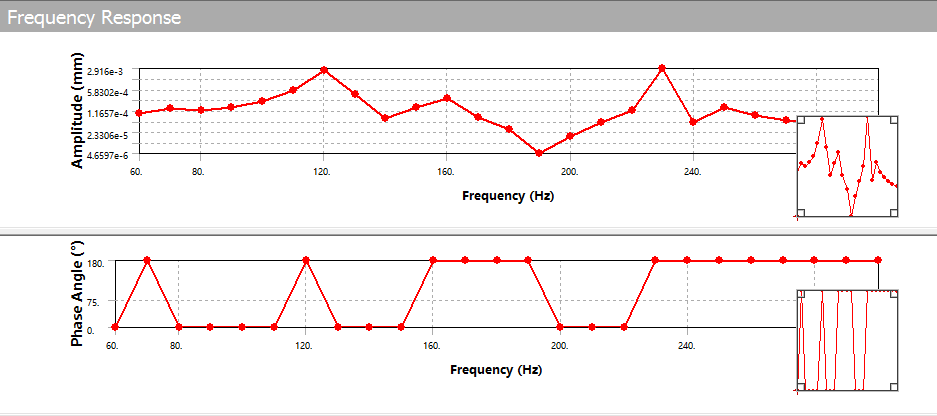 Frequency Response
Amplitude (mm)
2.916e-3
5.8302e-4
1.1657e-4
2.3306e-5
4.6597e-6
60. 80. 120. 160. 200. 240.
Frequency (Hz)
Phase Angle (°)
180.
75.
0.
60. 80. 120. 160. 200. 240.
Frequency (Hz)